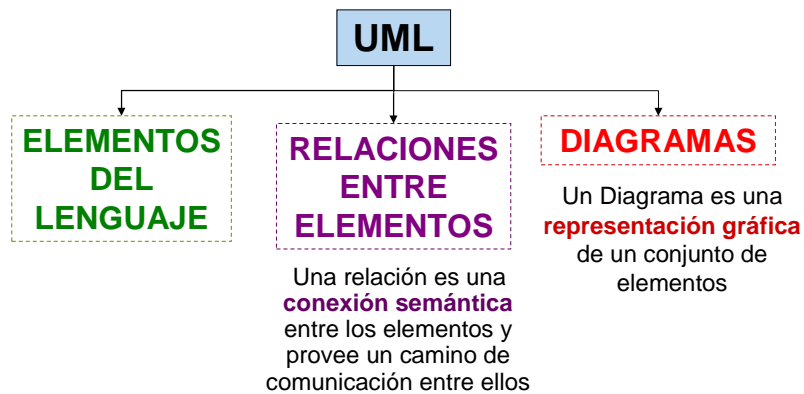 UML
ELEMENTOS
DEL
LENGUAJE
RELACIONES
ENTRE
ELEMENTOS
Una relación es una
conexión semántica
entre los elementos y
provee un camino de
comunicación entre ellos
DIAGRAMAS
Un Diagrama es una
representación gráfica
de un conjunto de
elementos